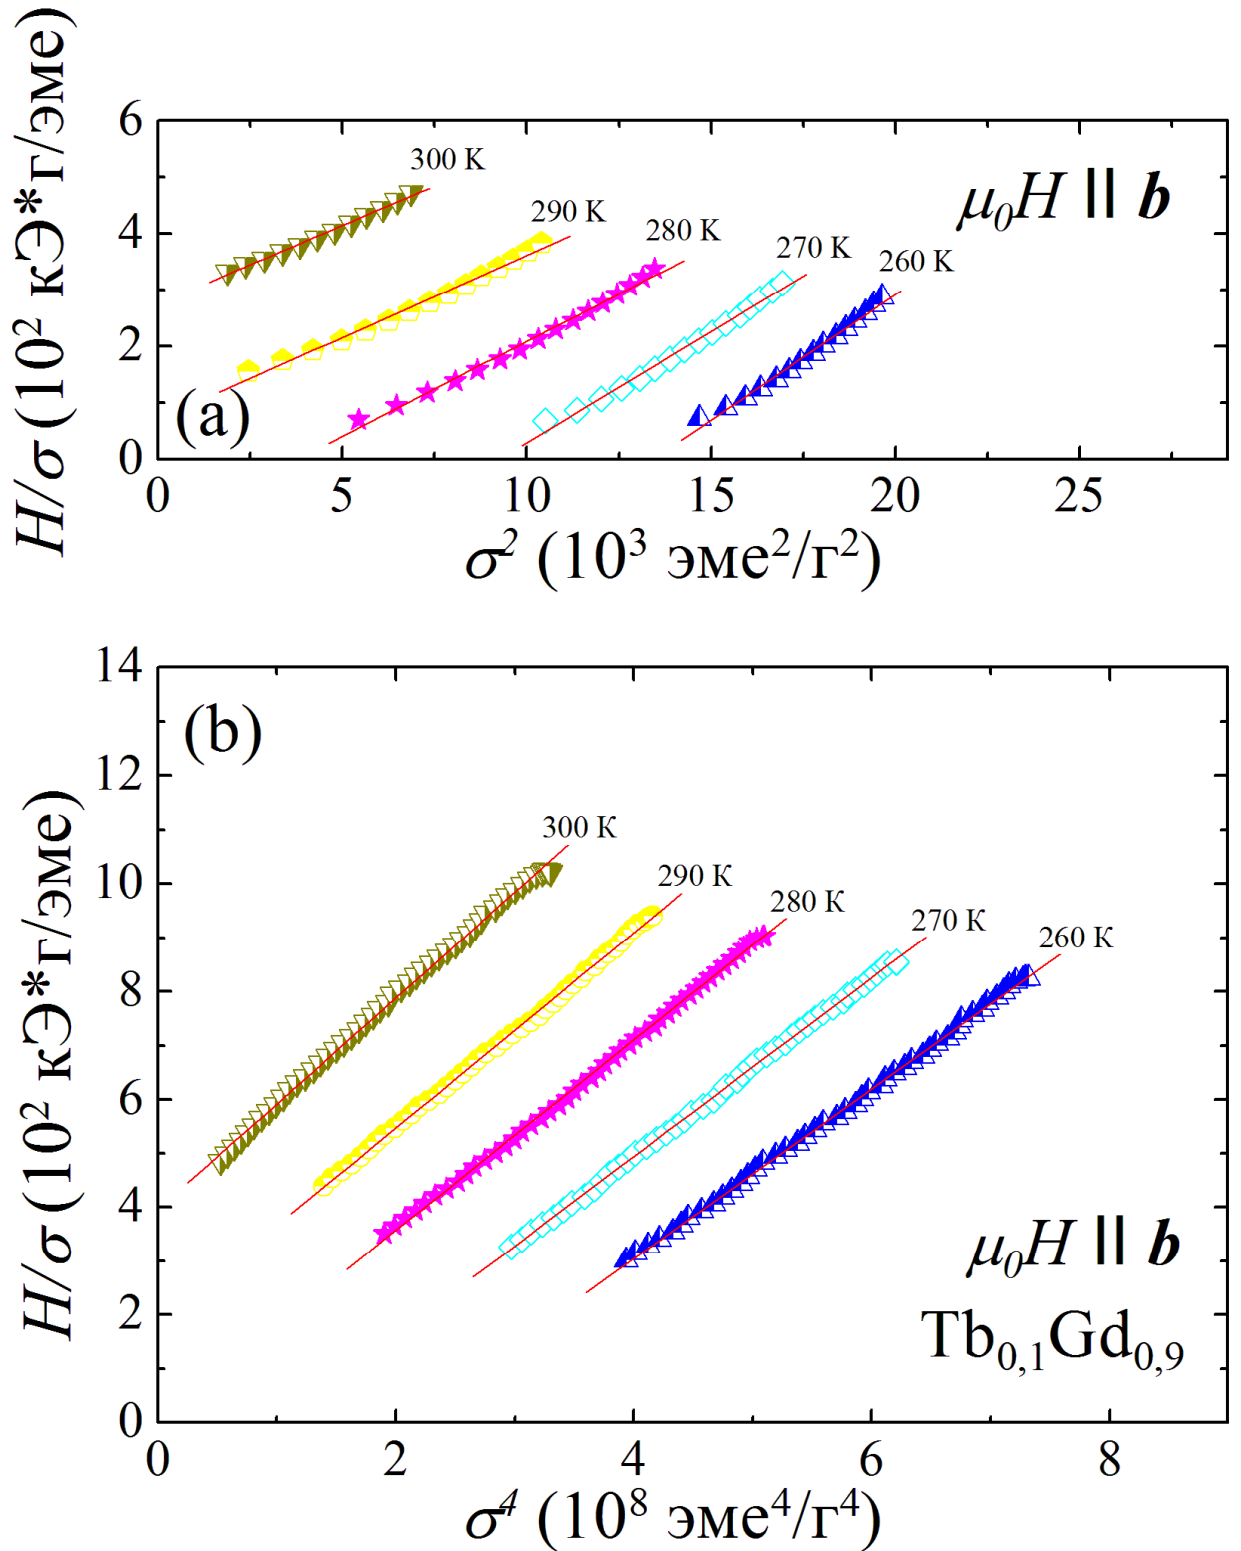 H/σ (10² кЭ*г/эме)
6
4
2
0
300 K
290 K
280 K
270 K
260 K
μ₀H || b
(a)
0 5 10 15 20 25
σ² (10³ эме²/г²)
H/σ (10² кЭ*г/эме)
14
12
10
8
6
4
2
0
(b)
300 К
290 К
280 К
270 К
260 К
μ₀H || b
Tb₀,₁Gd₀,₉
0 2 4 6 8
σ⁴ (10⁸ эме⁴/г⁴)